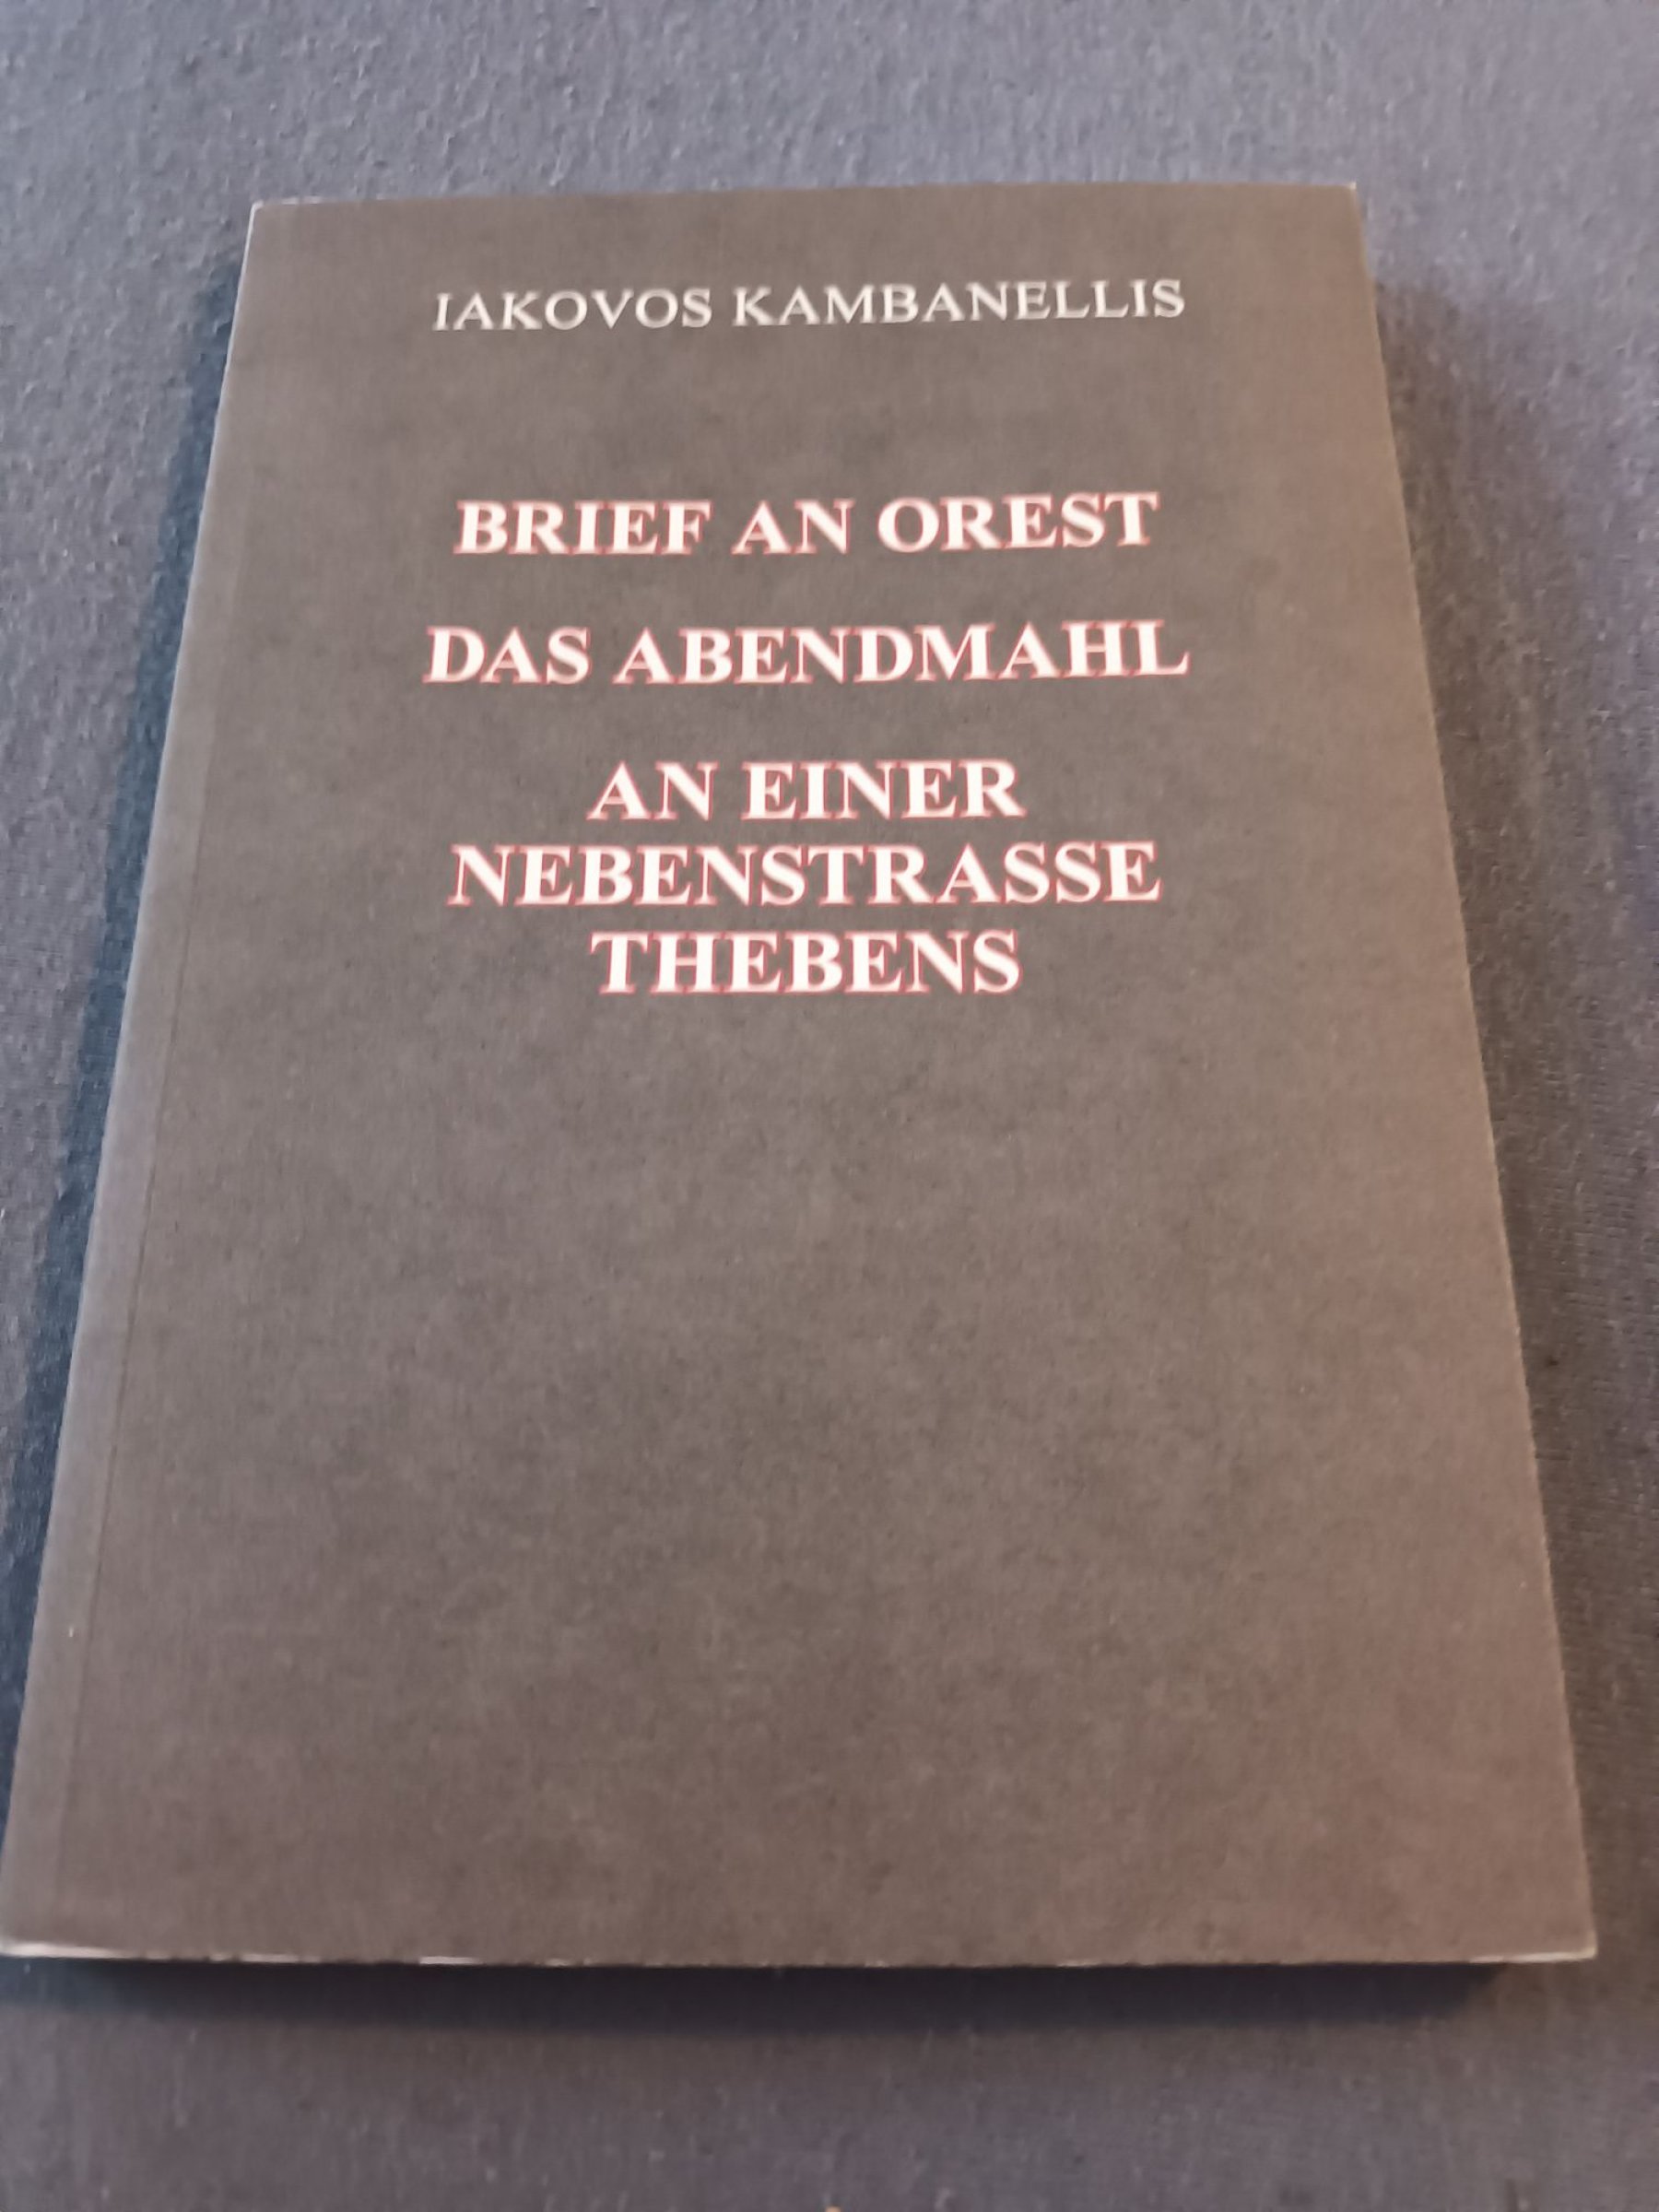 IAKOVOS KAMBANELLIS
BRIEF AN OREST
DAS ABENDMAHL
AN EINER
NEBENSTRASSE
THEBENS